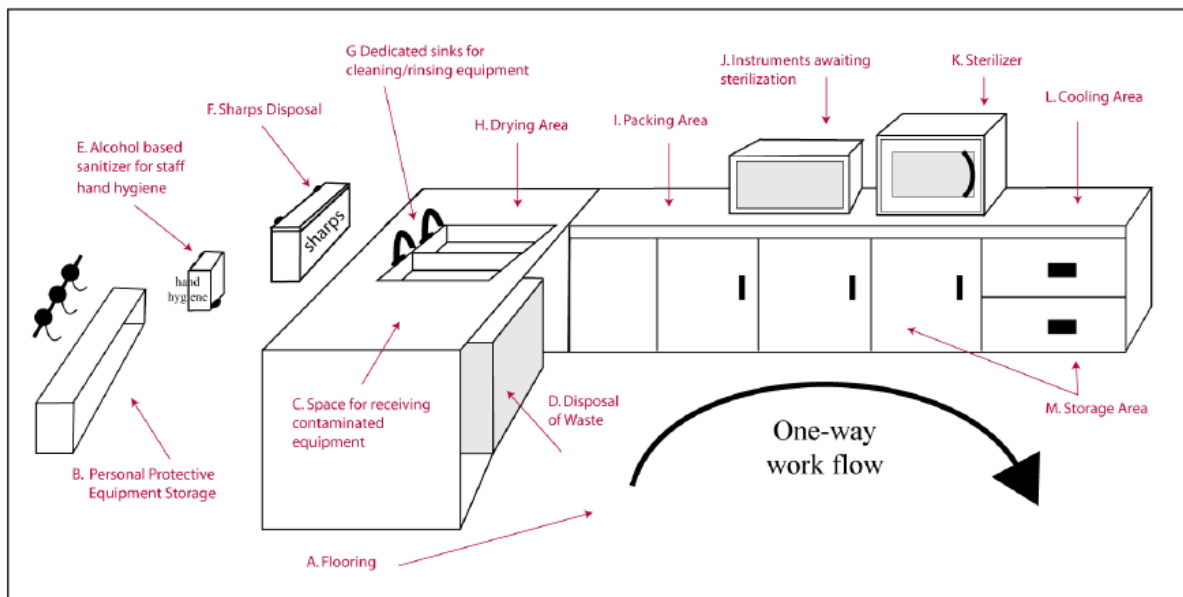 G Dedicated sinks for
cleaning/rinsing equipment
J. Instruments awaiting
sterilization
K. Sterilizer
L. Cooling Area
F. Sharps Disposal
H. Drying Area
I. Packing Area
E. Alcohol based
sanitizer for staff
hand hygiene
sharps
hand
hygiene
C. Space for receiving
contaminated
equipment
D. Disposal
of Waste
M. Storage Area
One-way
work flow
B. Personal Protective
Equipment Storage
A. Flooring